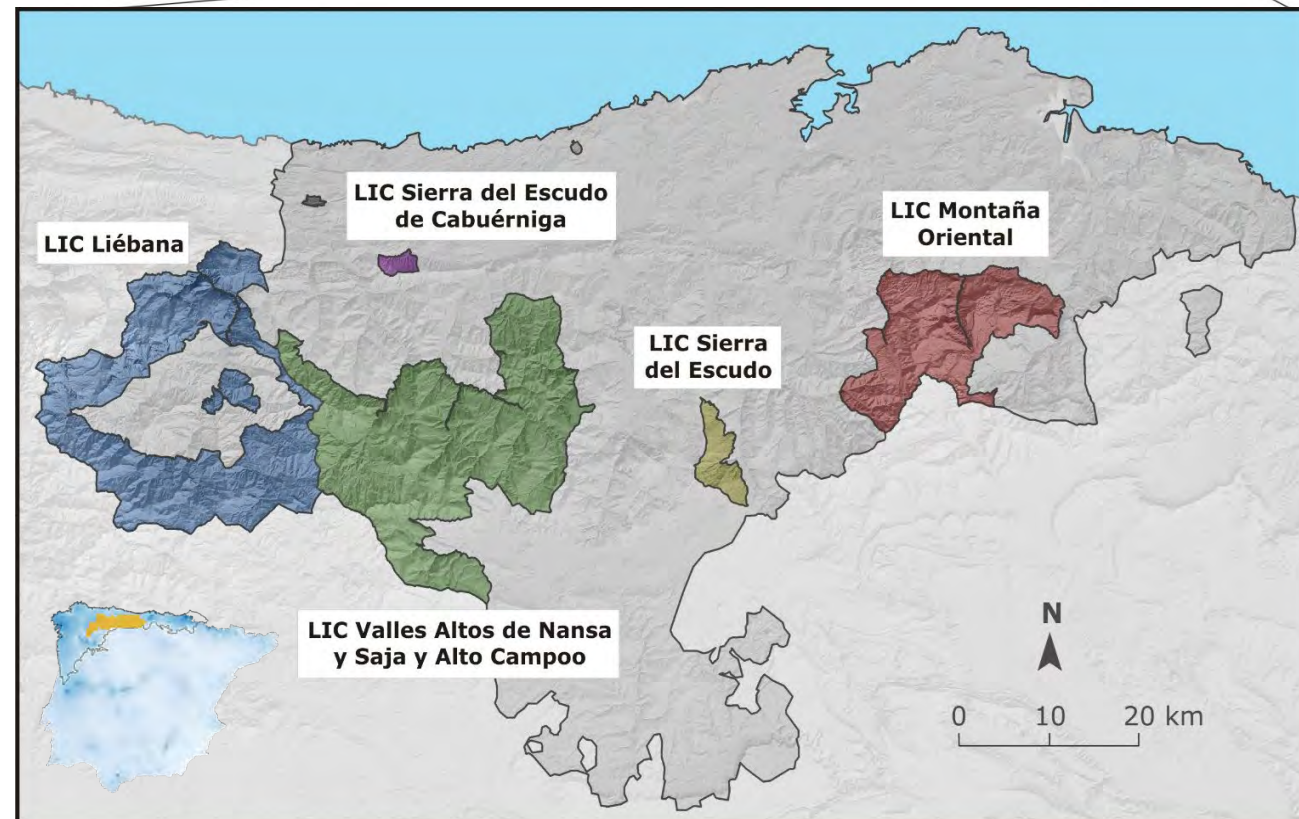 LIC Sierra del Escudo
de Cabuérniga
LIC Liébana
LIC Montaña
Oriental
LIC Sierra
del Escudo
LIC Valles Altos de Nansa
y Saja y Alto Campoo
N
0 10 20 km